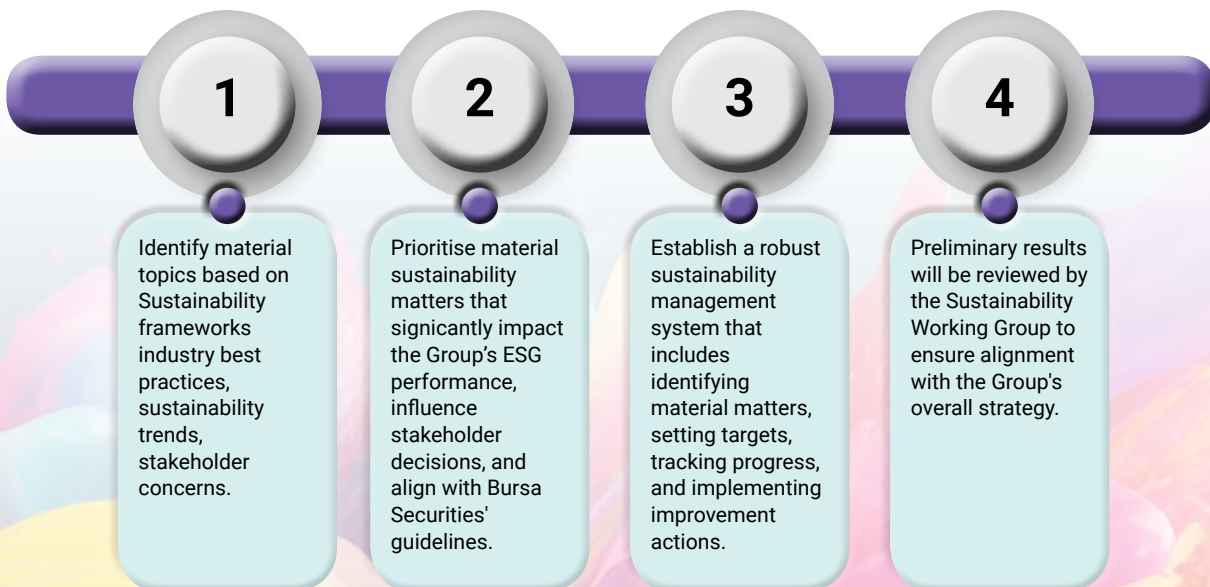 1
Identify material
topics based on
Sustainability
frameworks
industry best
practices,
sustainability
trends,
stakeholder
concerns.
2
Prioritise material
sustainability
matters that
signicantly impact
the Group’s ESG
performance,
influence
stakeholder
decisions, and
align with Bursa
Securities'
guidelines.
3
Establish a robust
sustainability
management
system that
includes
identifying
material matters,
setting targets,
tracking progress,
and implementing
improvement
actions.
4
Preliminary results
will be reviewed by
the Sustainability
Working Group to
ensure alignment
with the Group's
overall strategy.